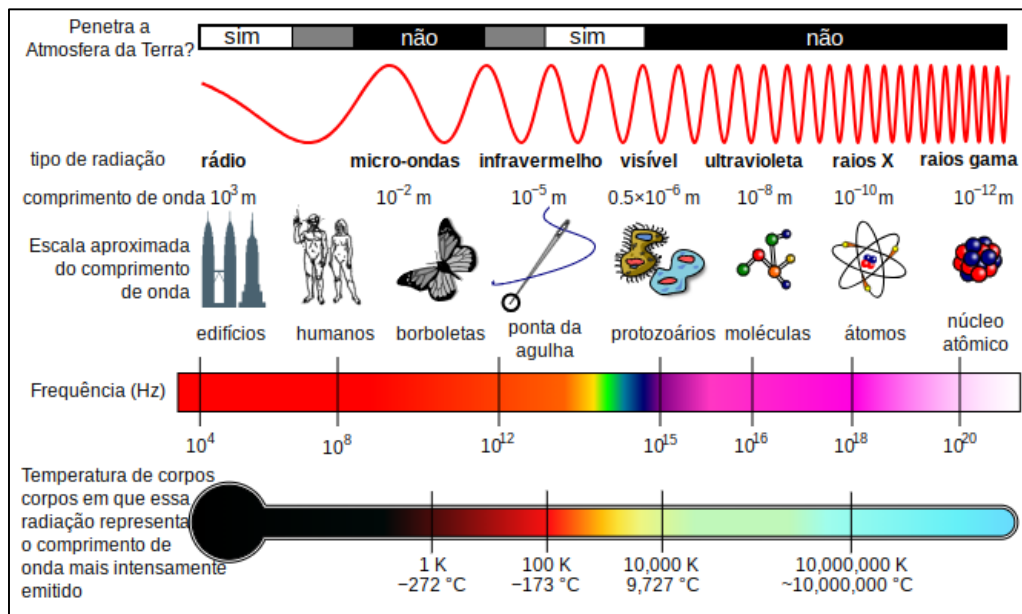 Penetra a
Atmosfera da Terra?
sim não sim não
tipo de radiação rádio micro-ondas infravermelho visível ultravioleta raios X raios gama
comprimento de onda 10³ m 10⁻² m 10⁻⁵ m 0.5×10⁻⁶ m 10⁻⁸ m 10⁻¹⁰ m 10⁻¹² m
Escala aproximada
do comprimento
de onda
edifícios humanos borboletas ponta da
agulha protozoários moléculas átomos núcleo
atômico
Frequência (Hz)
10⁴ 10⁸ 10¹² 10¹⁵ 10¹⁶ 10¹⁸ 10²⁰
Temperatura de corpos
corpos em que essa
radiação representa
o comprimento de
onda mais intensamente
emitido
1 K 100 K 10,000 K 10,000,000 K
−272 °C −173 °C 9,727 °C ~10,000,000 °C